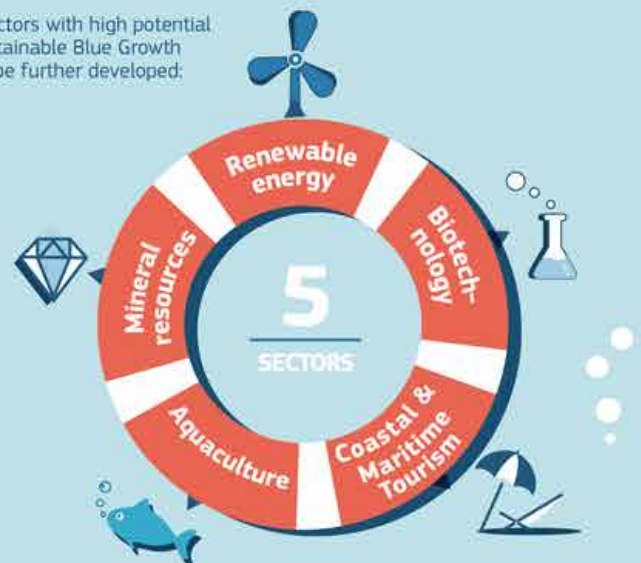 ctors with high potential
tainable Blue Growth
be further developed:
Renewable
energy
Biotech-
nology
Coastal &
Maritime
Tourism
Aquaculture
Mineral
resources
5
SECTORS